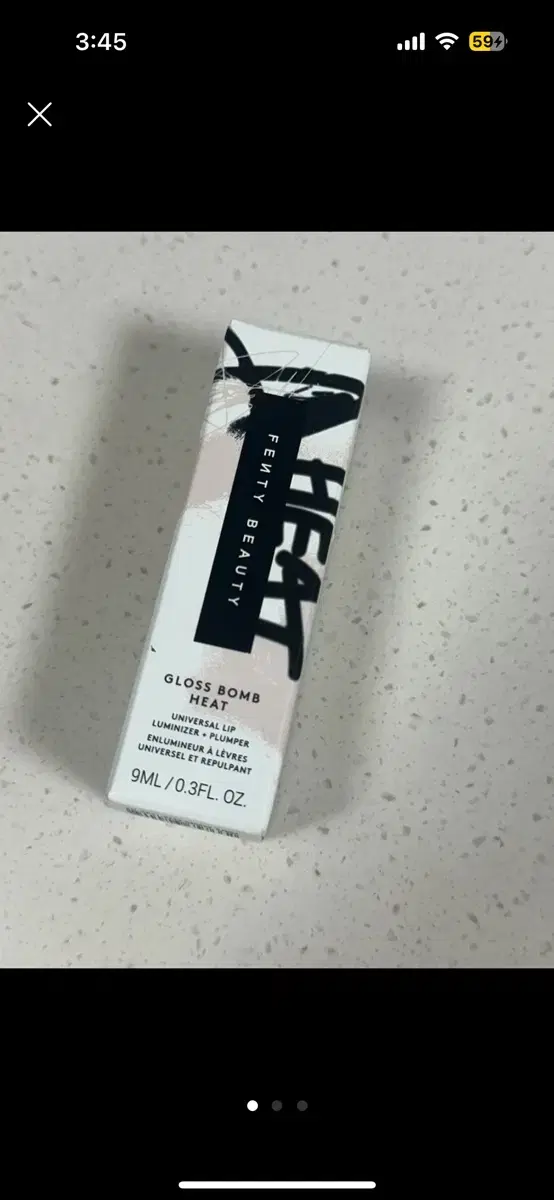 3:45
59
FENTY BEAUTY
HEAT
GLOSS BOMB
HEAT
UNIVERSAL LIP
LUMINIZER + PLUMPER
ENLUMINEUR À LÈVRES
UNIVERSEL ET REPULPANT
9ML / 0.3FL. OZ.